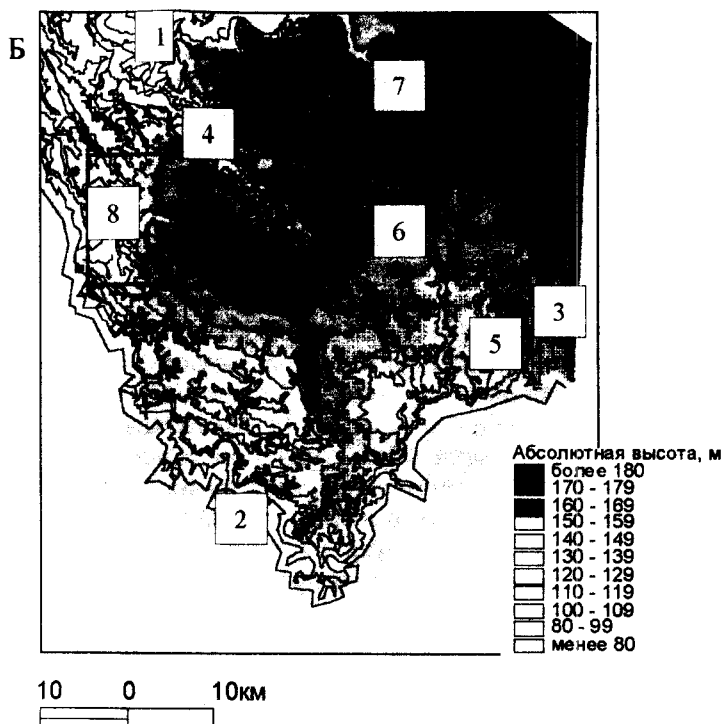 Б
1
7
4
8
6
3
5
2
Абсолютная высота, м
более 180
170 - 179
160 - 169
150 - 159
140 - 149
130 - 139
120 - 129
110 - 119
100 - 109
80 - 99
менее 80
10 0 10км